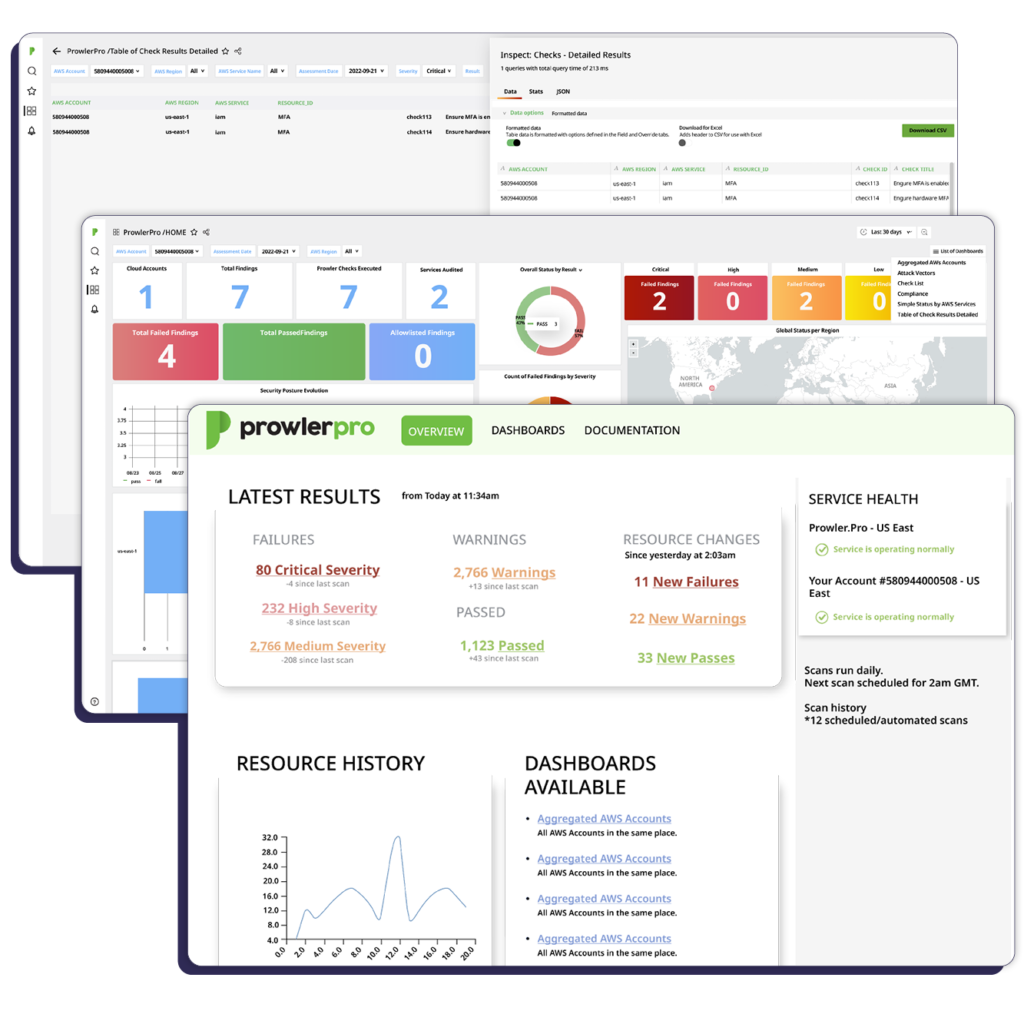 ProwlerPro /Table of Check Results Detailed
AWS Account 580944000508 AWS Region All AWS Service Name All Assessment Date 2022-09-21 Severity Critical Result
AWS ACCOUNT AWS REGION AWS SERVICE RESOURCE_ID
580944000508 us-east-1 iam MFA check113 Ensure MFA is en
580944000508 us-east-1 iam MFA check114 Ensure hardware
Inspect: Checks - Detailed Results
1 queries with total query time of 213 ms
Data Stats JSON
Data options Formatted data
Formatted data
Table data is formatted with options defined in the Field and Override tabs.
Download for Excel
Adds header to CSV for use with Excel
Download CSV
AWS ACCOUNT AWS REGION AWS SERVICE RESOURCE_ID CHECK ID CHECK TITLE
580944000508 us-east-1 iam MFA check113 Engure MFA is enable
580944000508 us-east-1 iam MFA check114 Engure hardware MFA
ProwlerPro /HOME
Last 30 days
AWS Account 580944000508 Assessment Date 2022-09-21 AWS Region All
List of Dashboards
Aggregated AWs Accounts
Attack Vectors
Check List
Compliance
Simple Status by AWS Services
Table of Check Results Detailed
Cloud Accounts
1
Total Findings
7
Prowler Checks Executed
7
Services Audited
2
Total Failed Findings
4
Total PassedFindings
Allowlisted Findings
0
Overall Status by Result
PASS
FAIL
57%
PASS 3
Critical
Failed Findings
2
High
Failed Findings
0
Medium
Failed Findings
2
Low
Failed Findin
0
Global Status per Region
+
-
NORTH
AMERICA
ASIA
Count of Failed Findings by Severity
Security Posture Evolution
4
3.75
3.5
3.25
3
08/23 08/25 08/27
pass fail
us-east-1
0 1
prowlerpro
OVERVIEW DASHBOARDS DOCUMENTATION
LATEST RESULTS from Today at 11:34am
FAILURES
80 Critical Severity
-4 since last scan
232 High Severity
-8 since last scan
2,766 Medium Severity
-208 since last scan
WARNINGS
2,766 Warnings
+13 since last scan
PASSED
1,123 Passed
+43 since last scan
RESOURCE CHANGES
Since yesterday at 2:03am
11 New Failures
22 New Warnings
33 New Passes
SERVICE HEALTH
Prowler.Pro - US East
Service is operating normally
Your Account #580944000508 - US
East
Service is operating normally
Scans run daily.
Next scan scheduled for 2am GMT.
Scan history
*12 scheduled/automated scans
RESOURCE HISTORY
32.0
28.0
24.0
20.0
16.0
12.0
8.0
4.0
0.0 2.0 4.0 6.0 8.0 10.0 12.0 14.0 16.0 18.0 20.0
DASHBOARDS
AVAILABLE
• Aggregated AWS Accounts
All AWS Accounts in the same place.
• Aggregated AWS Accounts
All AWS Accounts in the same place.
• Aggregated AWS Accounts
All AWS Accounts in the same place.
• Aggregated AWS Accounts
All AWS Accounts in the same place.